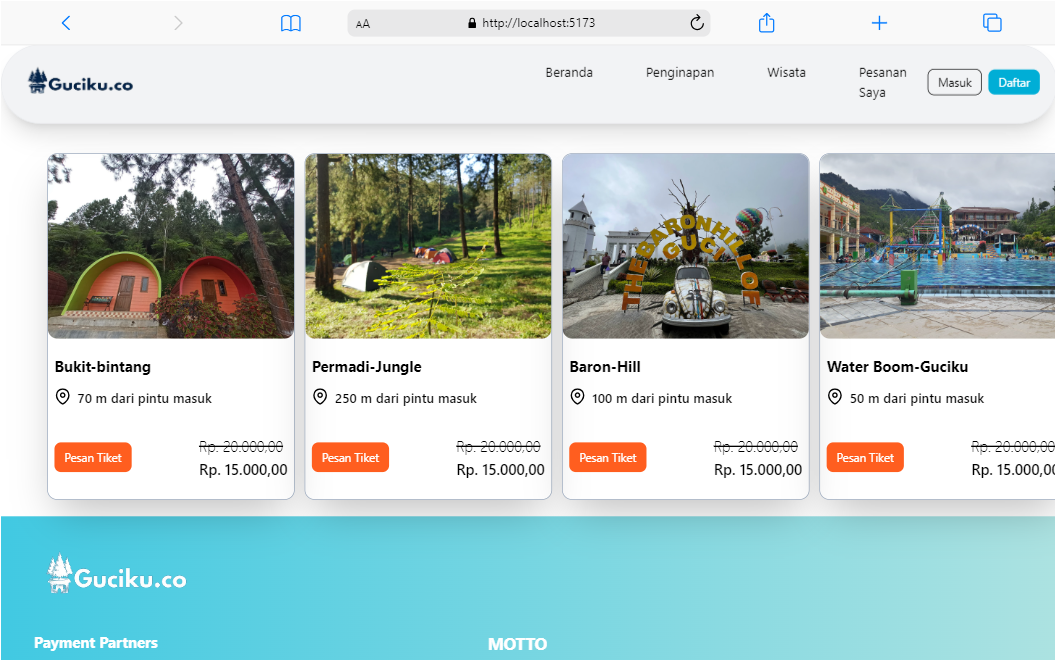 AA http://localhost:5173
Guciku.co
Beranda Penginapan Wisata Pesanan Saya Masuk Daftar
THE BARONHILL LOF
GUCI
Bukit-bintang
70 m dari pintu masuk
Pesan Tiket
Rp. 20.000,00
Rp. 15.000,00
Permadi-Jungle
250 m dari pintu masuk
Pesan Tiket
Rp. 20.000,00
Rp. 15.000,00
Baron-Hill
100 m dari pintu masuk
Pesan Tiket
Rp. 20.000,00
Rp. 15.000,00
Water Boom-Guciku
50 m dari pintu masuk
Pesan Tiket
Rp. 20.000,00
Rp. 15.000,00
Guciku.co
Payment Partners
MOTTO